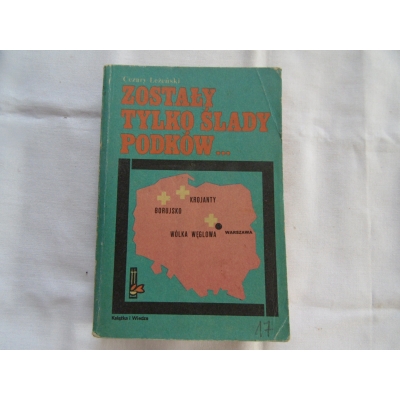 Cezary Leżeński
ZOSTAŁY
TYLKO ŚLADY
PODKÓW...
KROJANTY
BORUJSKO
WÓLKA WĘGLOWA
WARSZAWA
Książka i Wiedza
17